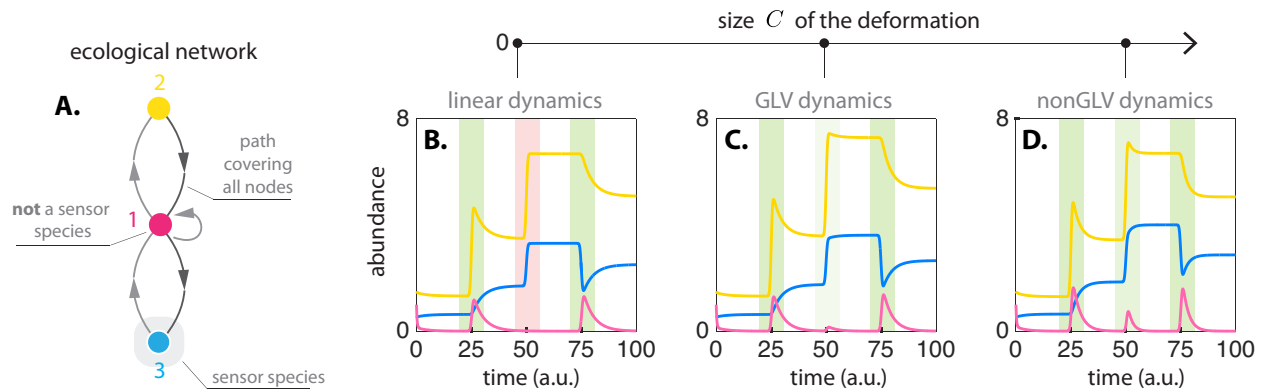 size C of the deformation
0
ecological network
A.
2
path
covering
all nodes
1
not a sensor
species
3
sensor species
linear dynamics
GLV dynamics
nonGLV dynamics
B.
C.
D.
abundance
8
0
0 25 50 75 100
time (a.u.)
8
0
0 25 50 75 100
time (a.u.)
8
0
0 25 50 75 100
time (a.u.)